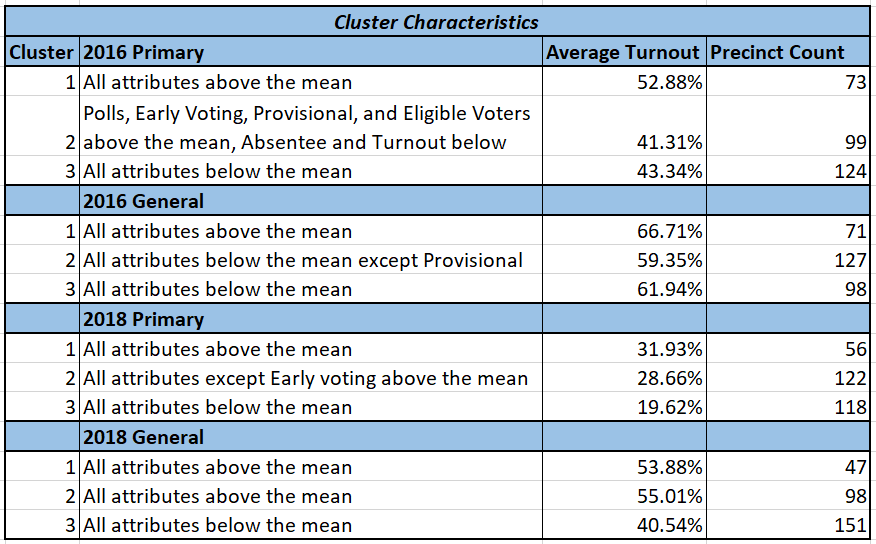 Cluster Characteristics
Cluster 2016 Primary Average Turnout Precinct Count
1 All attributes above the mean 52.88% 73
Polls, Early Voting, Provisional, and Eligible Voters
2 above the mean, Absentee and Turnout below 41.31% 99
3 All attributes below the mean 43.34% 124
2016 General
1 All attributes above the mean 66.71% 71
2 All attributes below the mean except Provisional 59.35% 127
3 All attributes below the mean 61.94% 98
2018 Primary
1 All attributes above the mean 31.93% 56
2 All attributes except Early voting above the mean 28.66% 122
3 All attributes below the mean 19.62% 118
2018 General
1 All attributes above the mean 53.88% 47
2 All attributes above the mean 55.01% 98
3 All attributes below the mean 40.54% 151